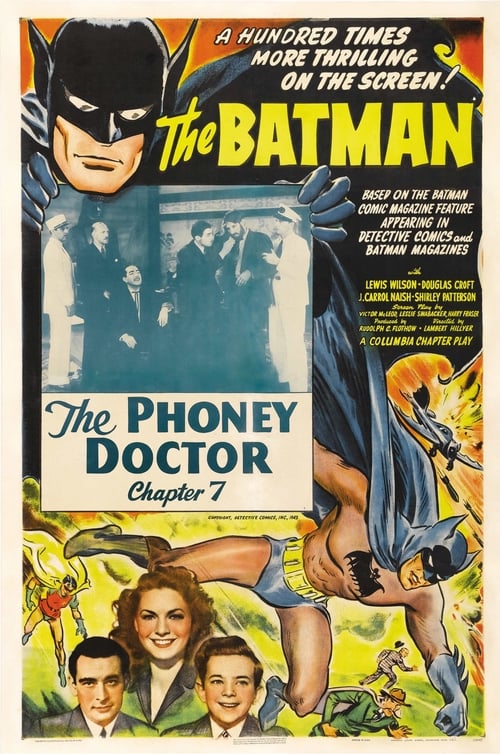 A HUNDRED TIMES
MORE THRILLING
ON THE SCREEN!
The BATMAN
BASED ON THE BATMAN
COMIC MAGAZINE FEATURE
APPEARING IN
DETECTIVE COMICS and
BATMAN MAGAZINES
with
LEWIS WILSON • DOUGLAS CROFT
J. CARROL NAISH • SHIRLEY PATTERSON
Screen Play by
VICTOR McLEOD, LESLIE SWABACKER, HARRY FRASER
Produced by Directed by
RUDOLPH C. FLOTHOW • LAMBERT HILLYER
A COLUMBIA CHAPTER PLAY
The PHONEY
DOCTOR
Chapter 7
COPYRIGHT, DETECTIVE COMICS, INC., 1943